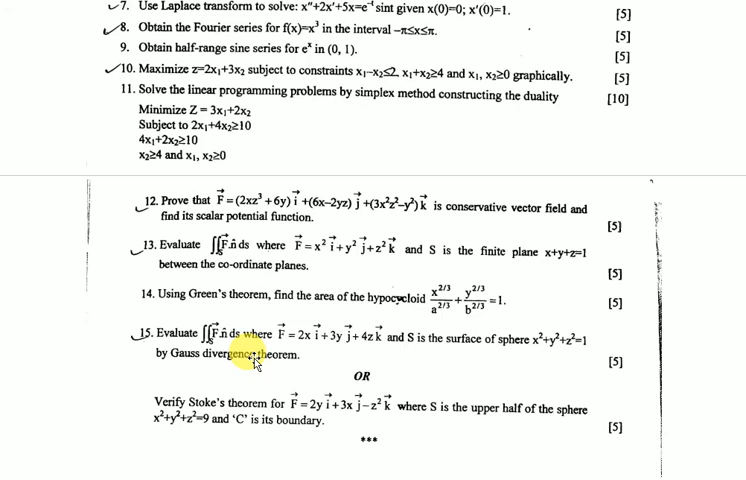 7. Use Laplace transform to solve: x''+2x'+5x=e⁻ᵗsint given x(0)=0; x'(0)=1. [5]
8. Obtain the Fourier series for f(x)=x³ in the interval –π≤x≤π. [5]
9. Obtain half-range sine series for eˣ in (0, 1). [5]
10. Maximize z=2x₁+3x₂ subject to constraints x₁–x₂≤2, x₁+x₂≥4 and x₁, x₂≥0 graphically. [5]
11. Solve the linear programming problems by simplex method constructing the duality [10]
Minimize Z = 3x₁+2x₂
Subject to 2x₁+4x₂≥10
4x₁+2x₂≥10
x₂≥4 and x₁, x₂≥0
12. Prove that F⃗ = (2xz³ +6y) i⃗ +(6x–2yz) j⃗ +(3x²z²–y²) k⃗ is conservative vector field and
find its scalar potential function. [5]
13. Evaluate ∬F⃗.n̂ ds where F⃗ = x² i⃗ + y² j⃗ + z² k⃗ and S is the finite plane x+y+z=1
between the co-ordinate planes. [5]
14. Using Green's theorem, find the area of the hypocycloid x^2/3/a^2/3 + y^2/3/b^2/3 = 1. [5]
15. Evaluate ∬F⃗.n̂ ds where F⃗ = 2x i⃗ + 3y j⃗ + 4z k⃗ and S is the surface of sphere x²+y²+z²=1
by Gauss divergence theorem. [5]
OR
Verify Stoke's theorem for F⃗ = 2y i⃗ + 3x j⃗ – z² k⃗ where S is the upper half of the sphere
x²+y²+z²=9 and 'C' is its boundary. [5]
***